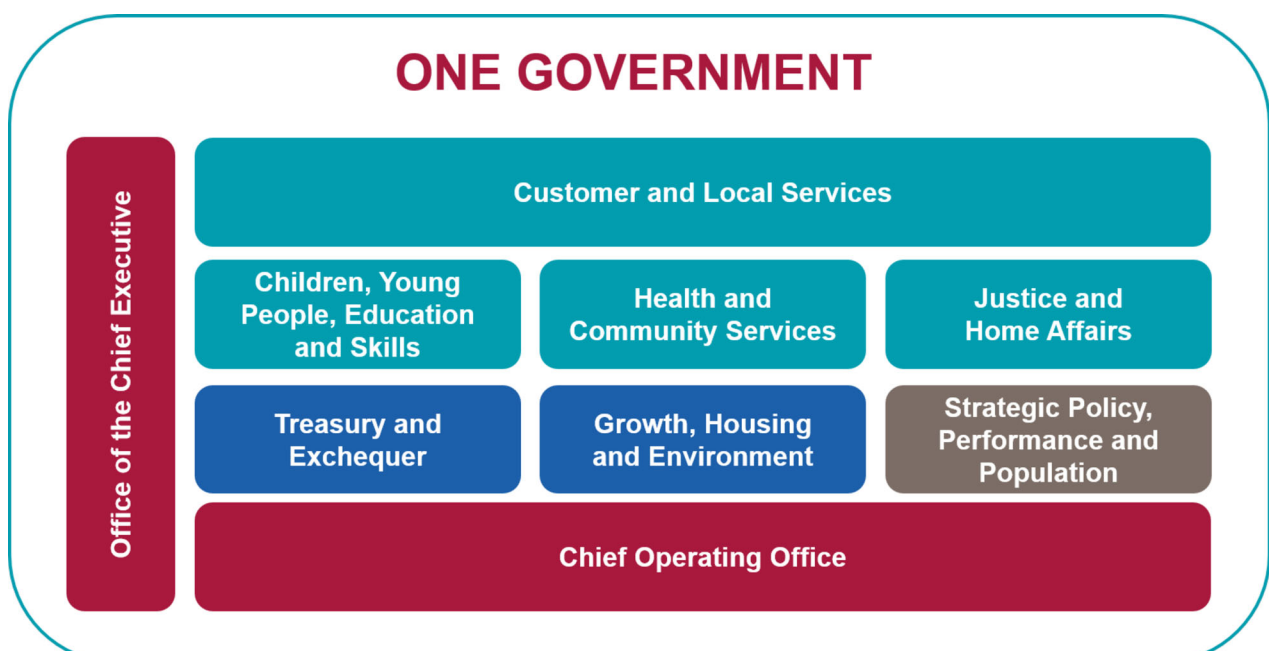 ONE GOVERNMENT
Office of the Chief Executive
Customer and Local Services
Children, Young
People, Education
and Skills
Health and
Community Services
Justice and
Home Affairs
Treasury and
Exchequer
Growth, Housing
and Environment
Strategic Policy,
Performance and
Population
Chief Operating Office